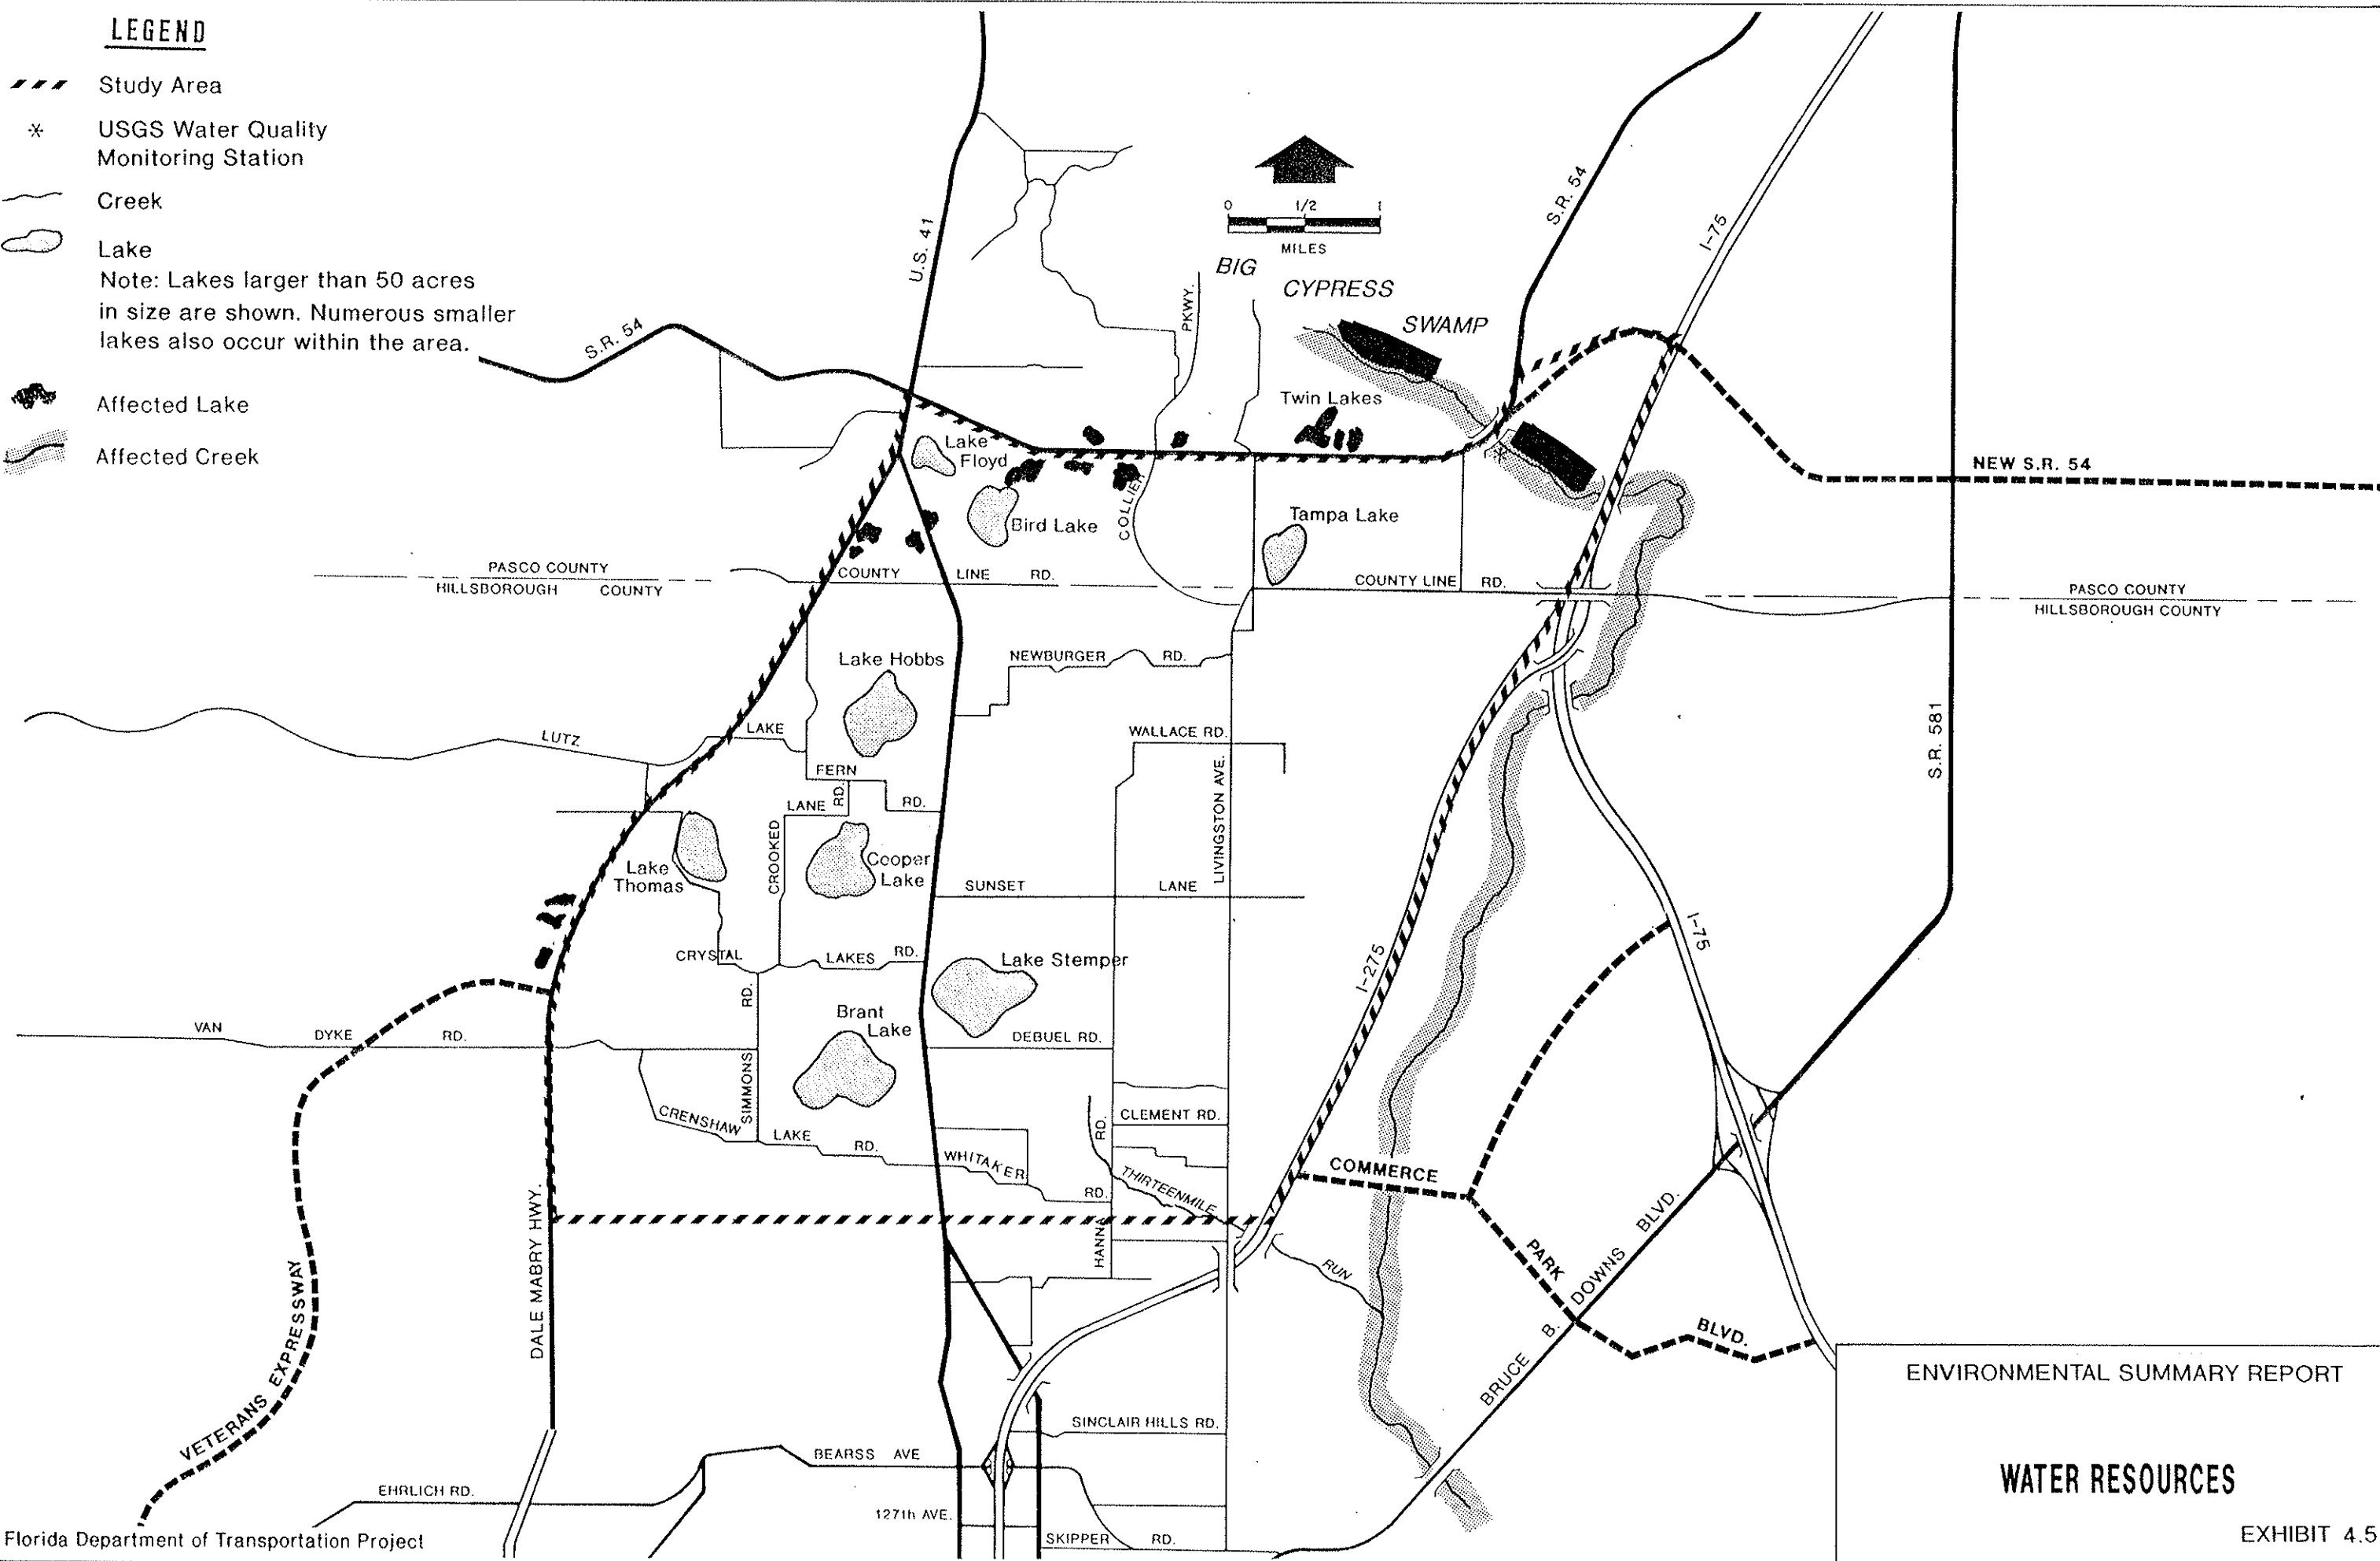 LEGEND
Study Area
USGS Water Quality
Monitoring Station
Creek
Lake
Note: Lakes larger than 50 acres
in size are shown. Numerous smaller
lakes also occur within the area.
Affected Lake
Affected Creek
0 1/2 1
MILES
U.S. 41
S.R. 54
S.R. 54
I-75
BIG
CYPRESS
SWAMP
PKWY.
COLLIER
Twin Lakes
Lake
Floyd
Bird Lake
Tampa Lake
NEW S.R. 54
PASCO COUNTY
HILLSBOROUGH COUNTY
COUNTY LINE RD.
COUNTY LINE RD.
PASCO COUNTY
HILLSBOROUGH COUNTY
Lake Hobbs
NEWBURGER RD.
LUTZ
LAKE
FERN
RD.
WALLACE RD.
LIVINGSTON AVE.
S.R. 581
LANE
RD.
CROOKED
Lake
Thomas
Cooper
Lake
SUNSET LANE
CRYSTAL
LAKES RD.
Lake Stemper
I-275
I-75
VAN DYKE RD.
RD.
SIMMONS
Brant
Lake
DEBUEL RD.
CRENSHAW
LAKE RD.
WHITAKER
RD.
RD.
HANNA
CLEMENT RD.
THIRTEENMILE
RUN
COMMERCE
PARK
BLVD.
BRUCE B. DOWNS BLVD.
DALE MABRY HWY.
VETERANS EXPRESSWAY
SINCLAIR HILLS RD.
BEARSS AVE
EHRLICH RD.
127th AVE.
SKIPPER RD.
Florida Department of Transportation Project
ENVIRONMENTAL SUMMARY REPORT
WATER RESOURCES
EXHIBIT 4.5